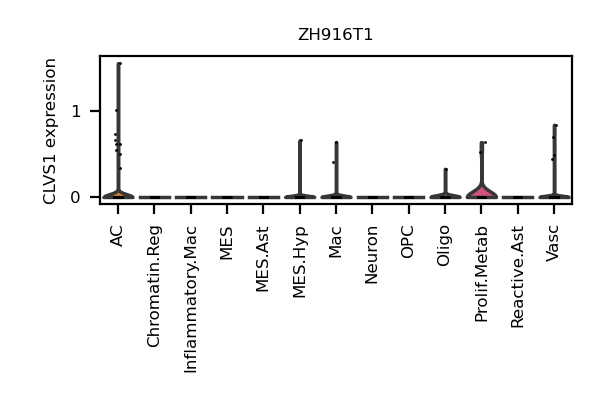 ZH916T1
CLVS1 expression
1
0
AC
Chromatin.Reg
Inflammatory.Mac
MES
MES.Ast
MES.Hyp
Mac
Neuron
OPC
Oligo
Prolif.Metab
Reactive.Ast
Vasc